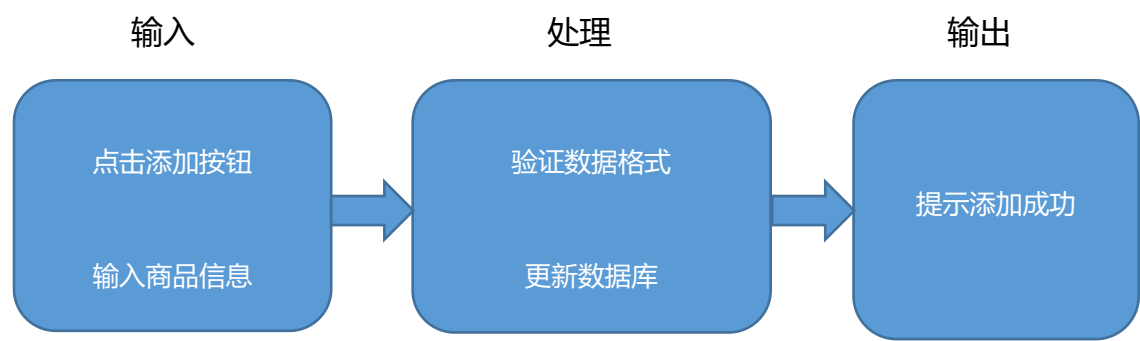 输入
处理
输出
点击添加按钮
输入商品信息
验证数据格式
更新数据库
提示添加成功